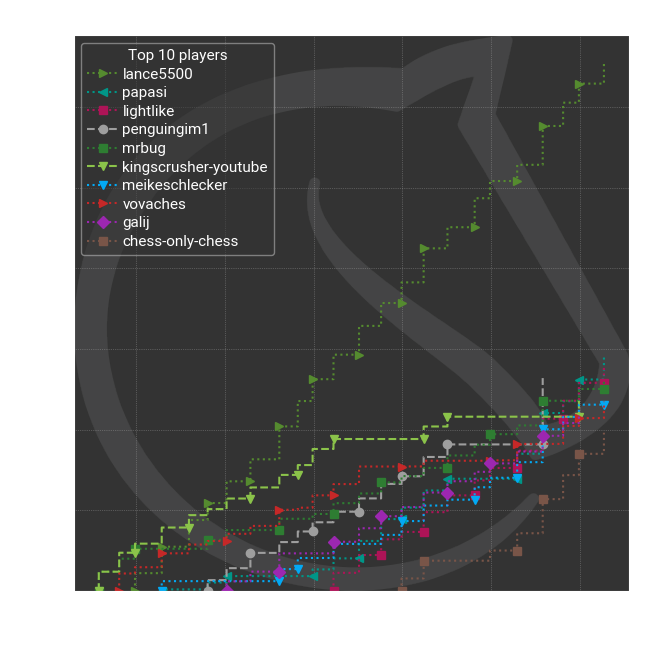 Top 10 players
lance5500
papasi
lightlike
penguingim1
mrbug
kingscrusher-youtube
meikeschlecker
vovaches
galij
chess-only-chess